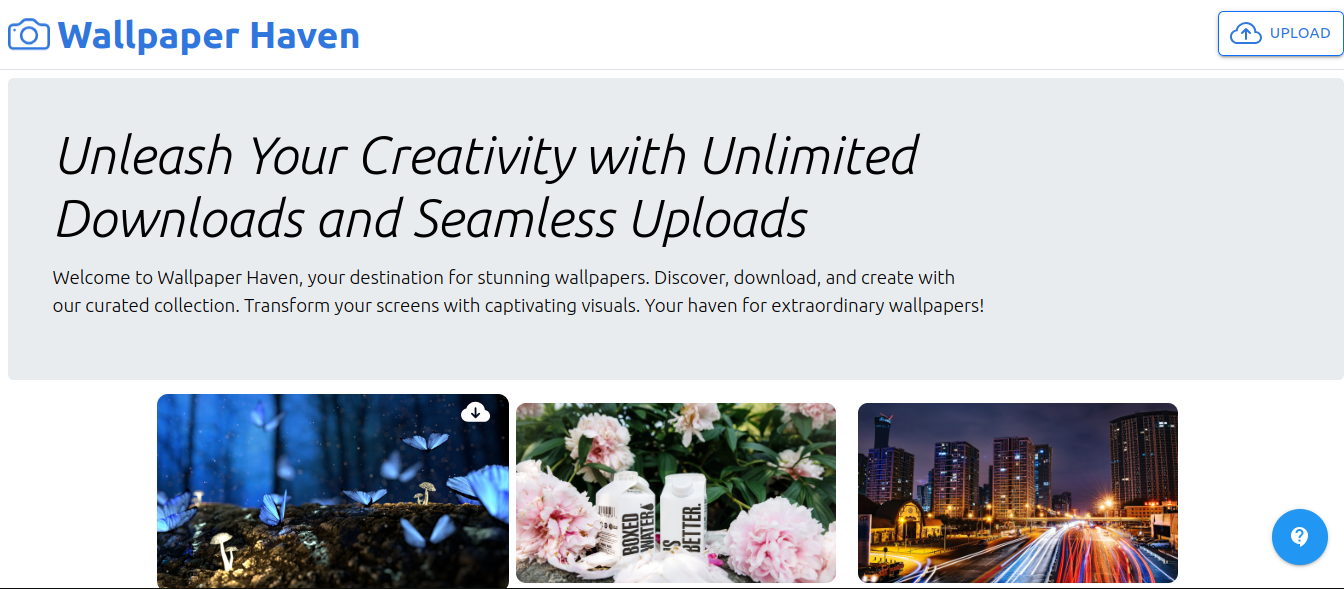 Wallpaper Haven
UPLOAD
Unleash Your Creativity with Unlimited
Downloads and Seamless Uploads
Welcome to Wallpaper Haven, your destination for stunning wallpapers. Discover, download, and create with
our curated collection. Transform your screens with captivating visuals. Your haven for extraordinary wallpapers!
BOXED
WATER
IS
BETTER.